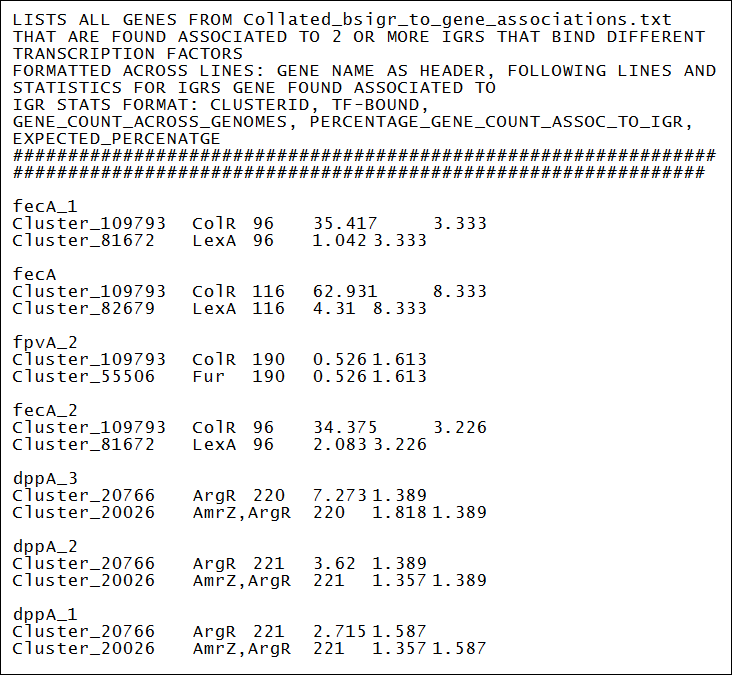 LISTS ALL GENES FROM Collated_bsigr_to_gene_associations.txt
THAT ARE FOUND ASSOCIATED TO 2 OR MORE IGRS THAT BIND DIFFERENT
TRANSCRIPTION FACTORS
FORMATTED ACROSS LINES: GENE NAME AS HEADER, FOLLOWING LINES AND
STATISTICS FOR IGRS GENE FOUND ASSOCIATED TO
IGR STATS FORMAT: CLUSTERID, TF-BOUND,
GENE_COUNT_ACROSS_GENOMES, PERCENTAGE_GENE_COUNT_ASSOC_TO_IGR,
EXPECTED_PERCENATGE
################################################################
###############################################################
fecA_1
Cluster_109793 ColR 96 35.417 3.333
Cluster_81672 LexA 96 1.042 3.333
fecA
Cluster_109793 ColR 116 62.931 8.333
Cluster_82679 LexA 116 4.31 8.333
fpvA_2
Cluster_109793 ColR 190 0.526 1.613
Cluster_55506 Fur 190 0.526 1.613
fecA_2
Cluster_109793 ColR 96 34.375 3.226
Cluster_81672 LexA 96 2.083 3.226
dppA_3
Cluster_20766 ArgR 220 7.273 1.389
Cluster_20026 AmrZ,ArgR 220 1.818 1.389
dppA_2
Cluster_20766 ArgR 221 3.62 1.389
Cluster_20026 AmrZ,ArgR 221 1.357 1.389
dppA_1
Cluster_20766 ArgR 221 2.715 1.587
Cluster_20026 AmrZ,ArgR 221 1.357 1.587